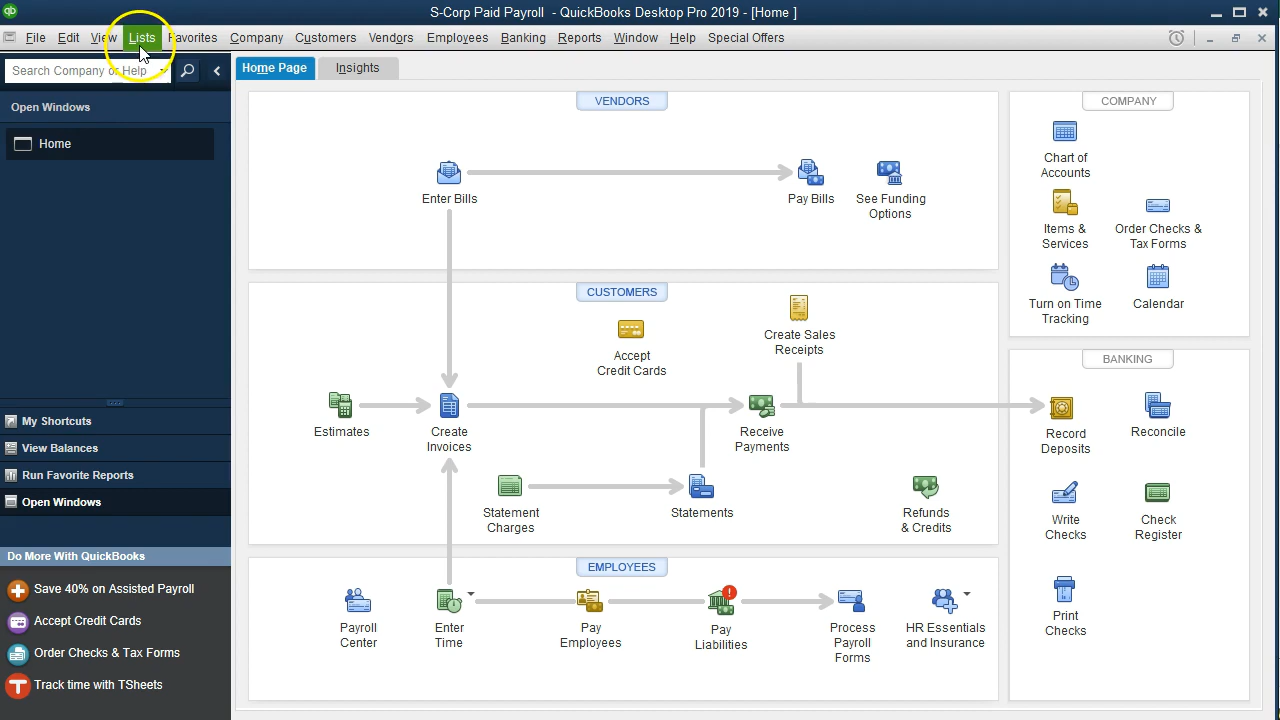 S-Corp Paid Payroll - QuickBooks Desktop Pro 2019 - [Home ]
File Edit View Lists Favorites Company Customers Vendors Employees Banking Reports Window Help Special Offers
Search Company or Help
Home Page Insights
Open Windows
Home
My Shortcuts
View Balances
Run Favorite Reports
Open Windows
Do More With QuickBooks
Save 40% on Assisted Payroll
Accept Credit Cards
Order Checks & Tax Forms
Track time with TSheets
VENDORS
Enter Bills
Pay Bills
See Funding
Options
CUSTOMERS
Accept
Credit Cards
Create Sales
Receipts
Estimates
Create
Invoices
Receive
Payments
Statement
Charges
Statements
Refunds
& Credits
EMPLOYEES
Payroll
Center
Enter
Time
Pay
Employees
Pay
Liabilities
Process
Payroll
Forms
HR Essentials
and Insurance
COMPANY
Chart of
Accounts
Items &
Services
Order Checks &
Tax Forms
Turn on Time
Tracking
Calendar
BANKING
Record
Deposits
Reconcile
Write
Checks
Check
Register
Print
Checks